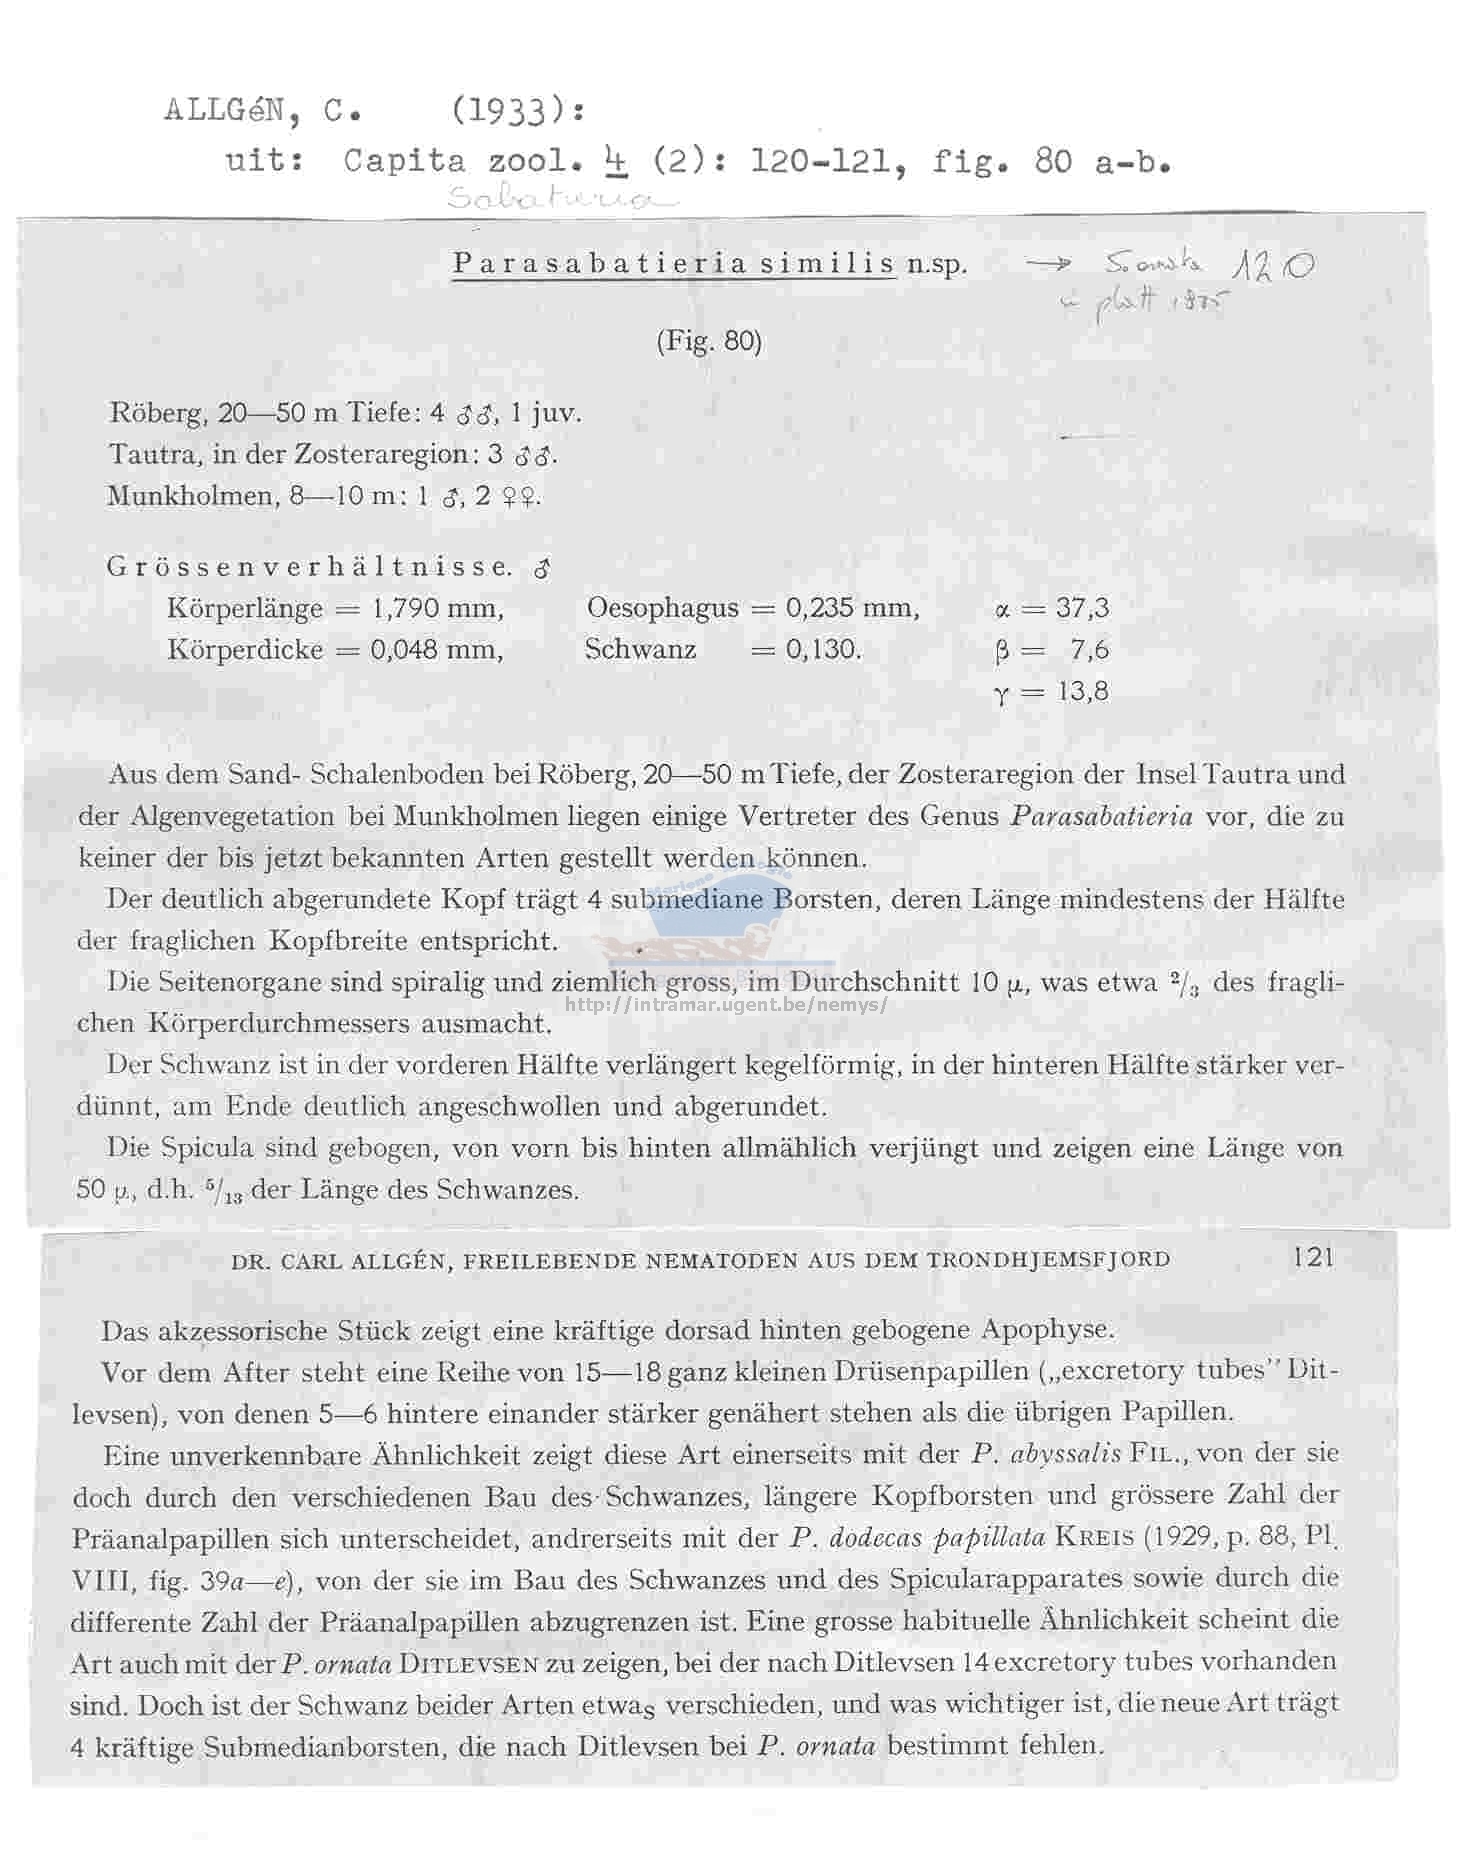 ALLGéN, C. (1933):
uit: Capita zool. 4 (2): 120-121, fig. 80 a-b.
Sabatieria
Parasabatieria similis n.sp. → S. ornata 120
platt 1985
(Fig. 80)
Röberg, 20—50 m Tiefe: 4 ♂♂, 1 juv.
Tautra, in der Zosteraregion: 3 ♂♂.
Munkholmen, 8—10 m: 1 ♂, 2 ♀♀.
Grössenverhältnisse. ♂
Körperlänge = 1,790 mm, Oesophagus = 0,235 mm, α = 37,3
Körperdicke = 0,048 mm, Schwanz = 0,130. β = 7,6
γ = 13,8
Aus dem Sand- Schalenboden bei Röberg, 20—50 m Tiefe, der Zosteraregion der Insel Tautra und
der Algenvegetation bei Munkholmen liegen einige Vertreter des Genus Parasabatieria vor, die zu
keiner der bis jetzt bekannten Arten gestellt werden können.
Der deutlich abgerundete Kopf trägt 4 submediane Borsten, deren Länge mindestens der Hälfte
der fraglichen Kopfbreite entspricht.
Die Seitenorgane sind spiralig und ziemlich gross, im Durchschnitt 10 μ, was etwa ²/₃ des fragli-
http://intramar.ugent.be/nemys/
chen Körperdurchmessers ausmacht.
Der Schwanz ist in der vorderen Hälfte verlängert kegelförmig, in der hinteren Hälfte stärker ver-
dünnt, am Ende deutlich angeschwollen und abgerundet.
Die Spicula sind gebogen, von vorn bis hinten allmählich verjüngt und zeigen eine Länge von
50 μ, d.h. ⁵/₁₃ der Länge des Schwanzes.
DR. CARL ALLGÉN, FREILEBENDE NEMATODEN AUS DEM TRONDHJEMSFJORD 121
Das akzessorische Stück zeigt eine kräftige dorsad hinten gebogene Apophyse.
Vor dem After steht eine Reihe von 15—18 ganz kleinen Drüsenpapillen („excretory tubes" Dit-
levsen), von denen 5—6 hintere einander stärker genähert stehen als die übrigen Papillen.
Eine unverkennbare Ähnlichkeit zeigt diese Art einerseits mit der P. abyssalis FIL., von der sie
doch durch den verschiedenen Bau des Schwanzes, längere Kopfborsten und grössere Zahl der
Präanalpapillen sich unterscheidet, andrerseits mit der P. dodecas papillata KREIS (1929, p. 88, Pl.
VIII, fig. 39a—e), von der sie im Bau des Schwanzes und des Spicularapparates sowie durch die
differente Zahl der Präanalpapillen abzugrenzen ist. Eine grosse habituelle Ähnlichkeit scheint die
Art auch mit der P. ornata DITLEVSEN zu zeigen, bei der nach Ditlevsen 14 excretory tubes vorhanden
sind. Doch ist der Schwanz beider Arten etwas verschieden, und was wichtiger ist, die neue Art trägt
4 kräftige Submedianborsten, die nach Ditlevsen bei P. ornata bestimmt fehlen.